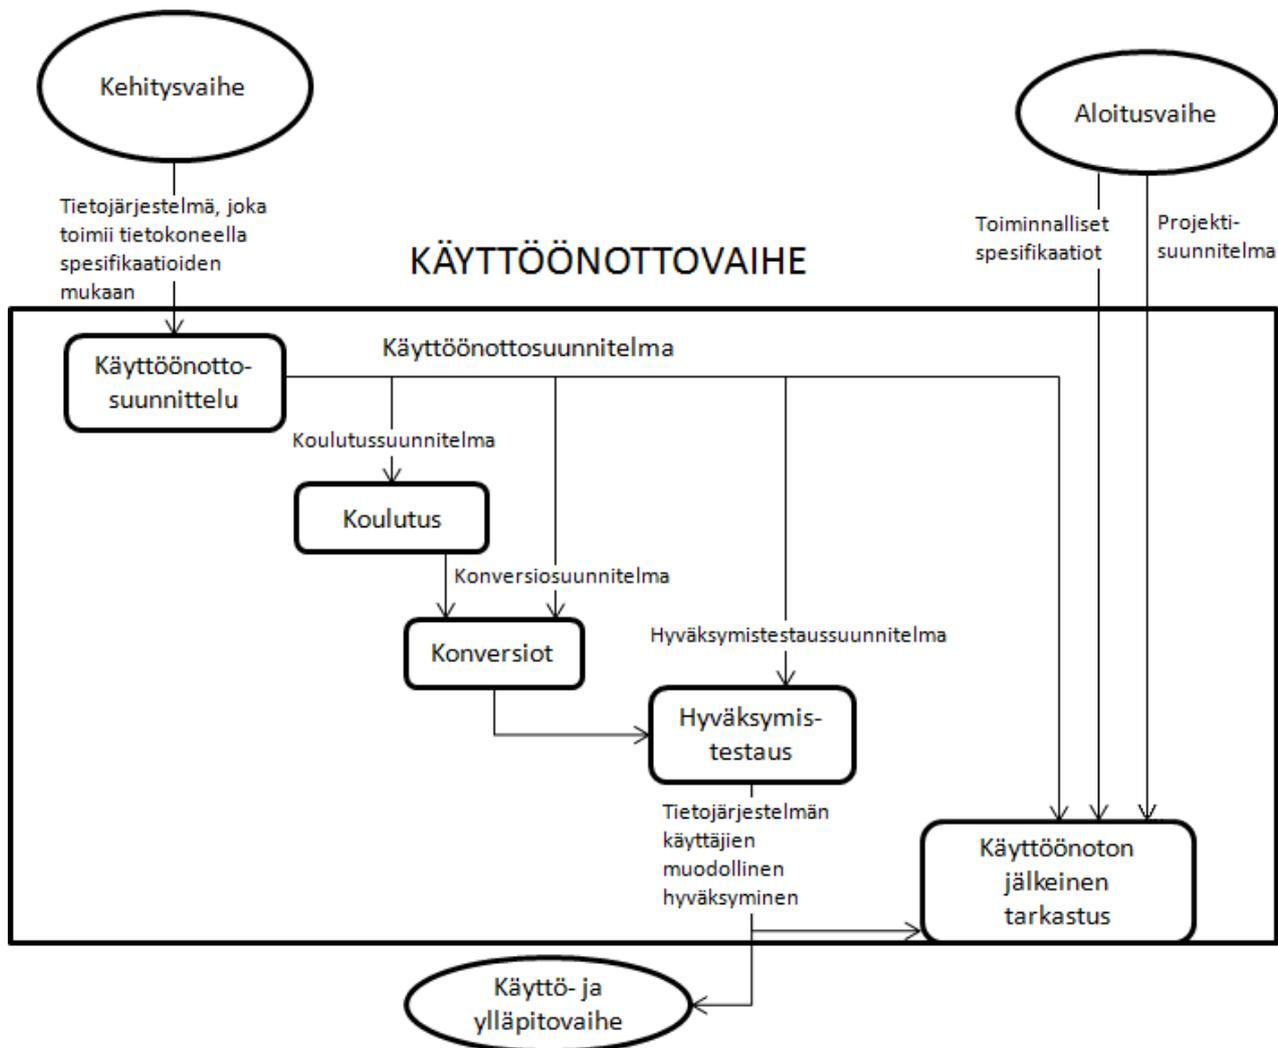 Kehitysvaihe
Aloitusvaihe
Tietojärjestelmä, joka
toimii tietokoneella
spesifikaatioiden
mukaan
Toiminnalliset
spesifikaatiot
Projekti-
suunnitelma
KÄYTTÖÖNOTTOVAIHE
Käyttöönotto-
suunnittelu
Käyttöönottosuunnitelma
Koulutussuunnitelma
Koulutus
Konversiosuunnitelma
Konversiot
Hyväksymistestaussuunnitelma
Hyväksymis-
testaus
Tietojärjestelmän
käyttäjien
muodollinen
hyväksyminen
Käyttöönoton
jälkeinen
tarkastus
Käyttö- ja
ylläpitovaihe